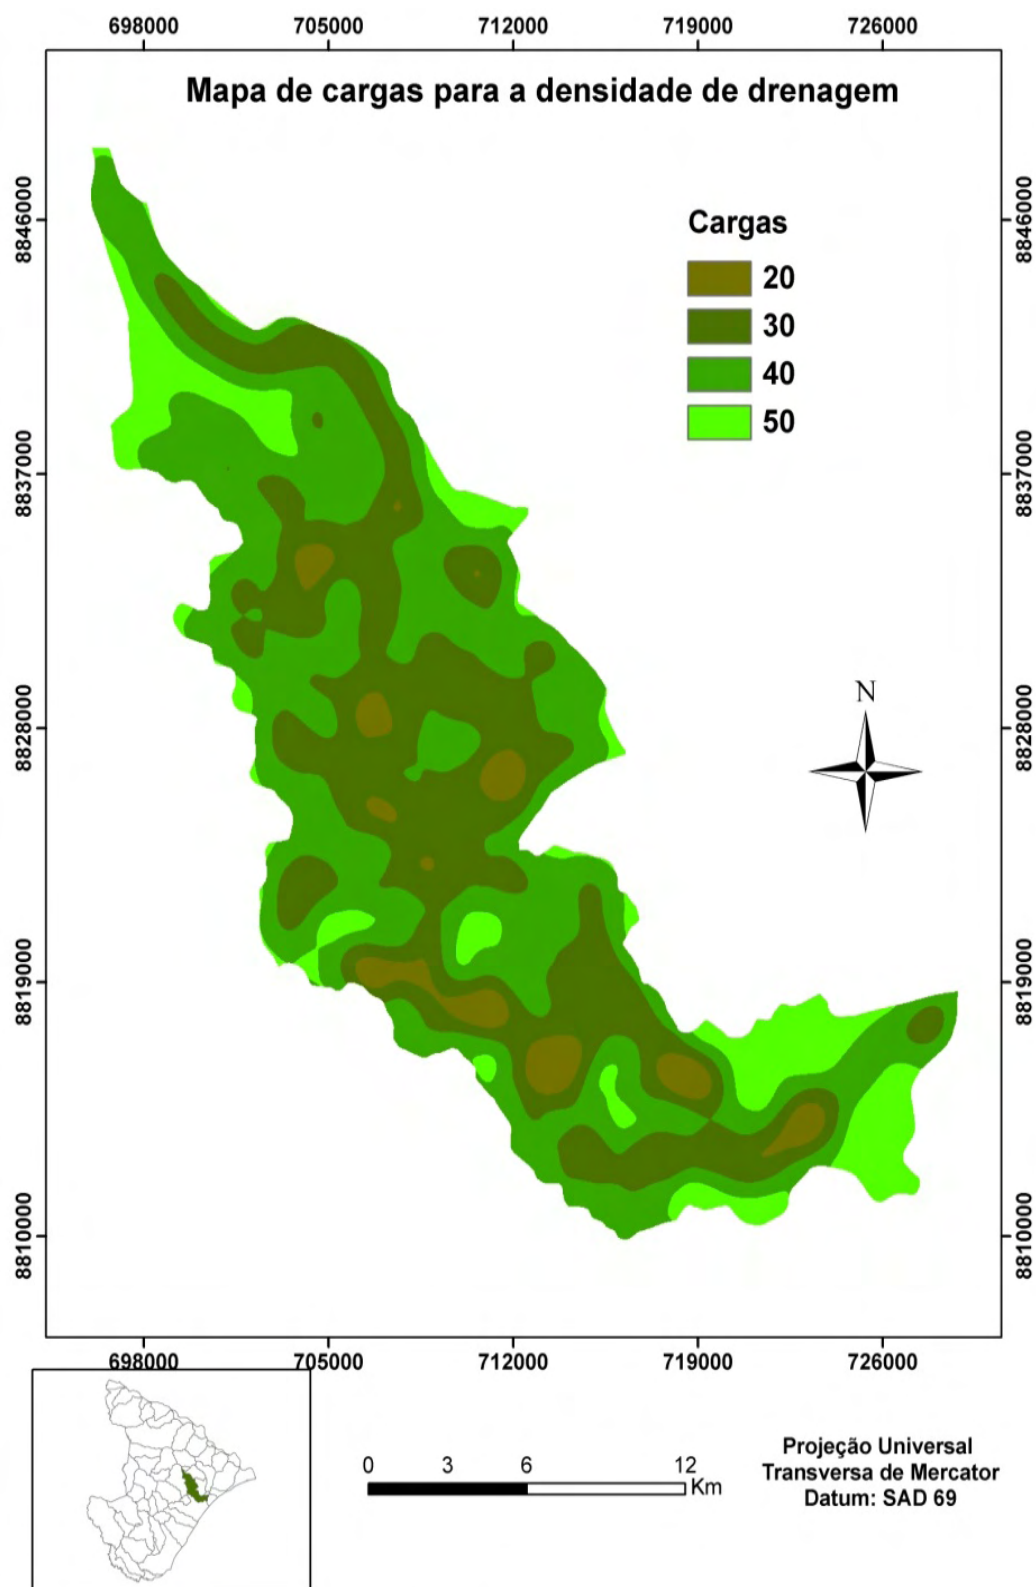 698000 705000 712000 719000 726000
Mapa de cargas para a densidade de drenagem
8846000
8846000
Cargas
20
30
40
50
8837000
8837000
N
8828000
8828000
8819000
8819000
8810000
8810000
698000 705000 712000 719000 726000
0 3 6 12
Km
Projeção Universal
Transversa de Mercator
Datum: SAD 69